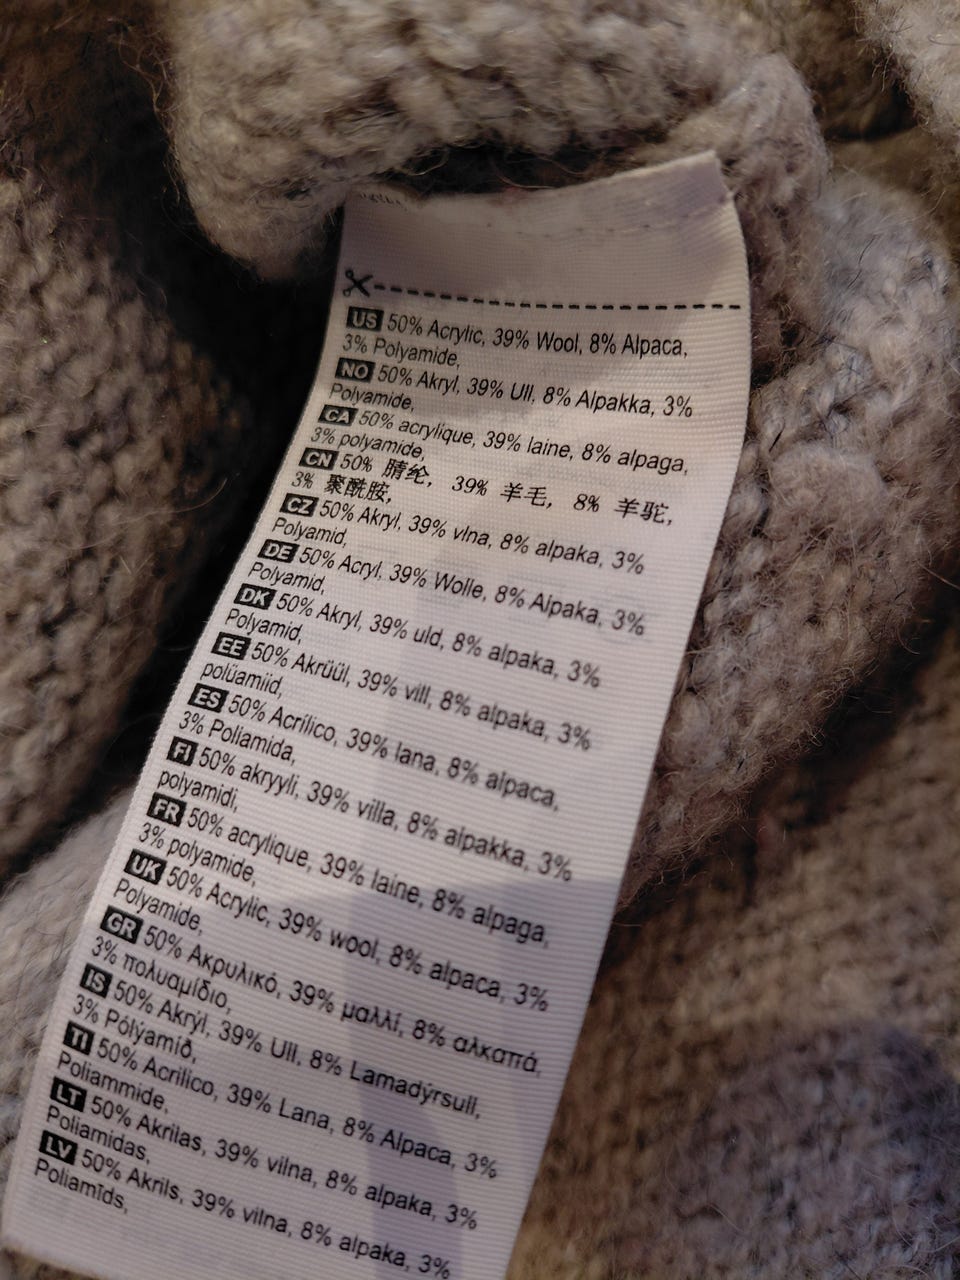 US 50% Acrylic, 39% Wool, 8% Alpaca,
3% Polyamide,
NO 50% Akryl, 39% Ull, 8% Alpakka, 3%
Polyamide,
CA 50% acrylique, 39% laine, 8% alpaga,
3% polyamide,
CN 50% 腈纶, 39% 羊毛, 8% 羊驼,
3% 聚酰胺,
CZ 50% Akryl, 39% vlna, 8% alpaka, 3%
Polyamid,
DE 50% Acryl, 39% Wolle, 8% Alpaka, 3%
Polyamid,
DK 50% Akryl, 39% uld, 8% alpaka, 3%
Polyamid,
EE 50% Akrüül, 39% vill, 8% alpaka, 3%
polüamiid,
ES 50% Acrílico, 39% lana, 8% alpaca,
3% Poliamida,
FI 50% akryyli, 39% villa, 8% alpakka, 3%
polyamidi,
FR 50% acrylique, 39% laine, 8% alpaga,
3% polyamide,
UK 50% Acrylic, 39% wool, 8% alpaca, 3%
Polyamide,
GR 50% Ακρυλικό, 39% μαλλί, 8% αλκαπά,
3% πολυαμίδιο,
IS 50% Akrýl, 39% Ull, 8% Lamadýrsull,
3% Pólýamíð,
TI 50% Acrilico, 39% Lana, 8% Alpaca, 3%
Poliammide,
LT 50% Akrilas, 39% vilna, 8% alpaka, 3%
Poliamidas,
LV 50% Akrils, 39% vilna, 8% alpaka, 3%
Poliamīds,